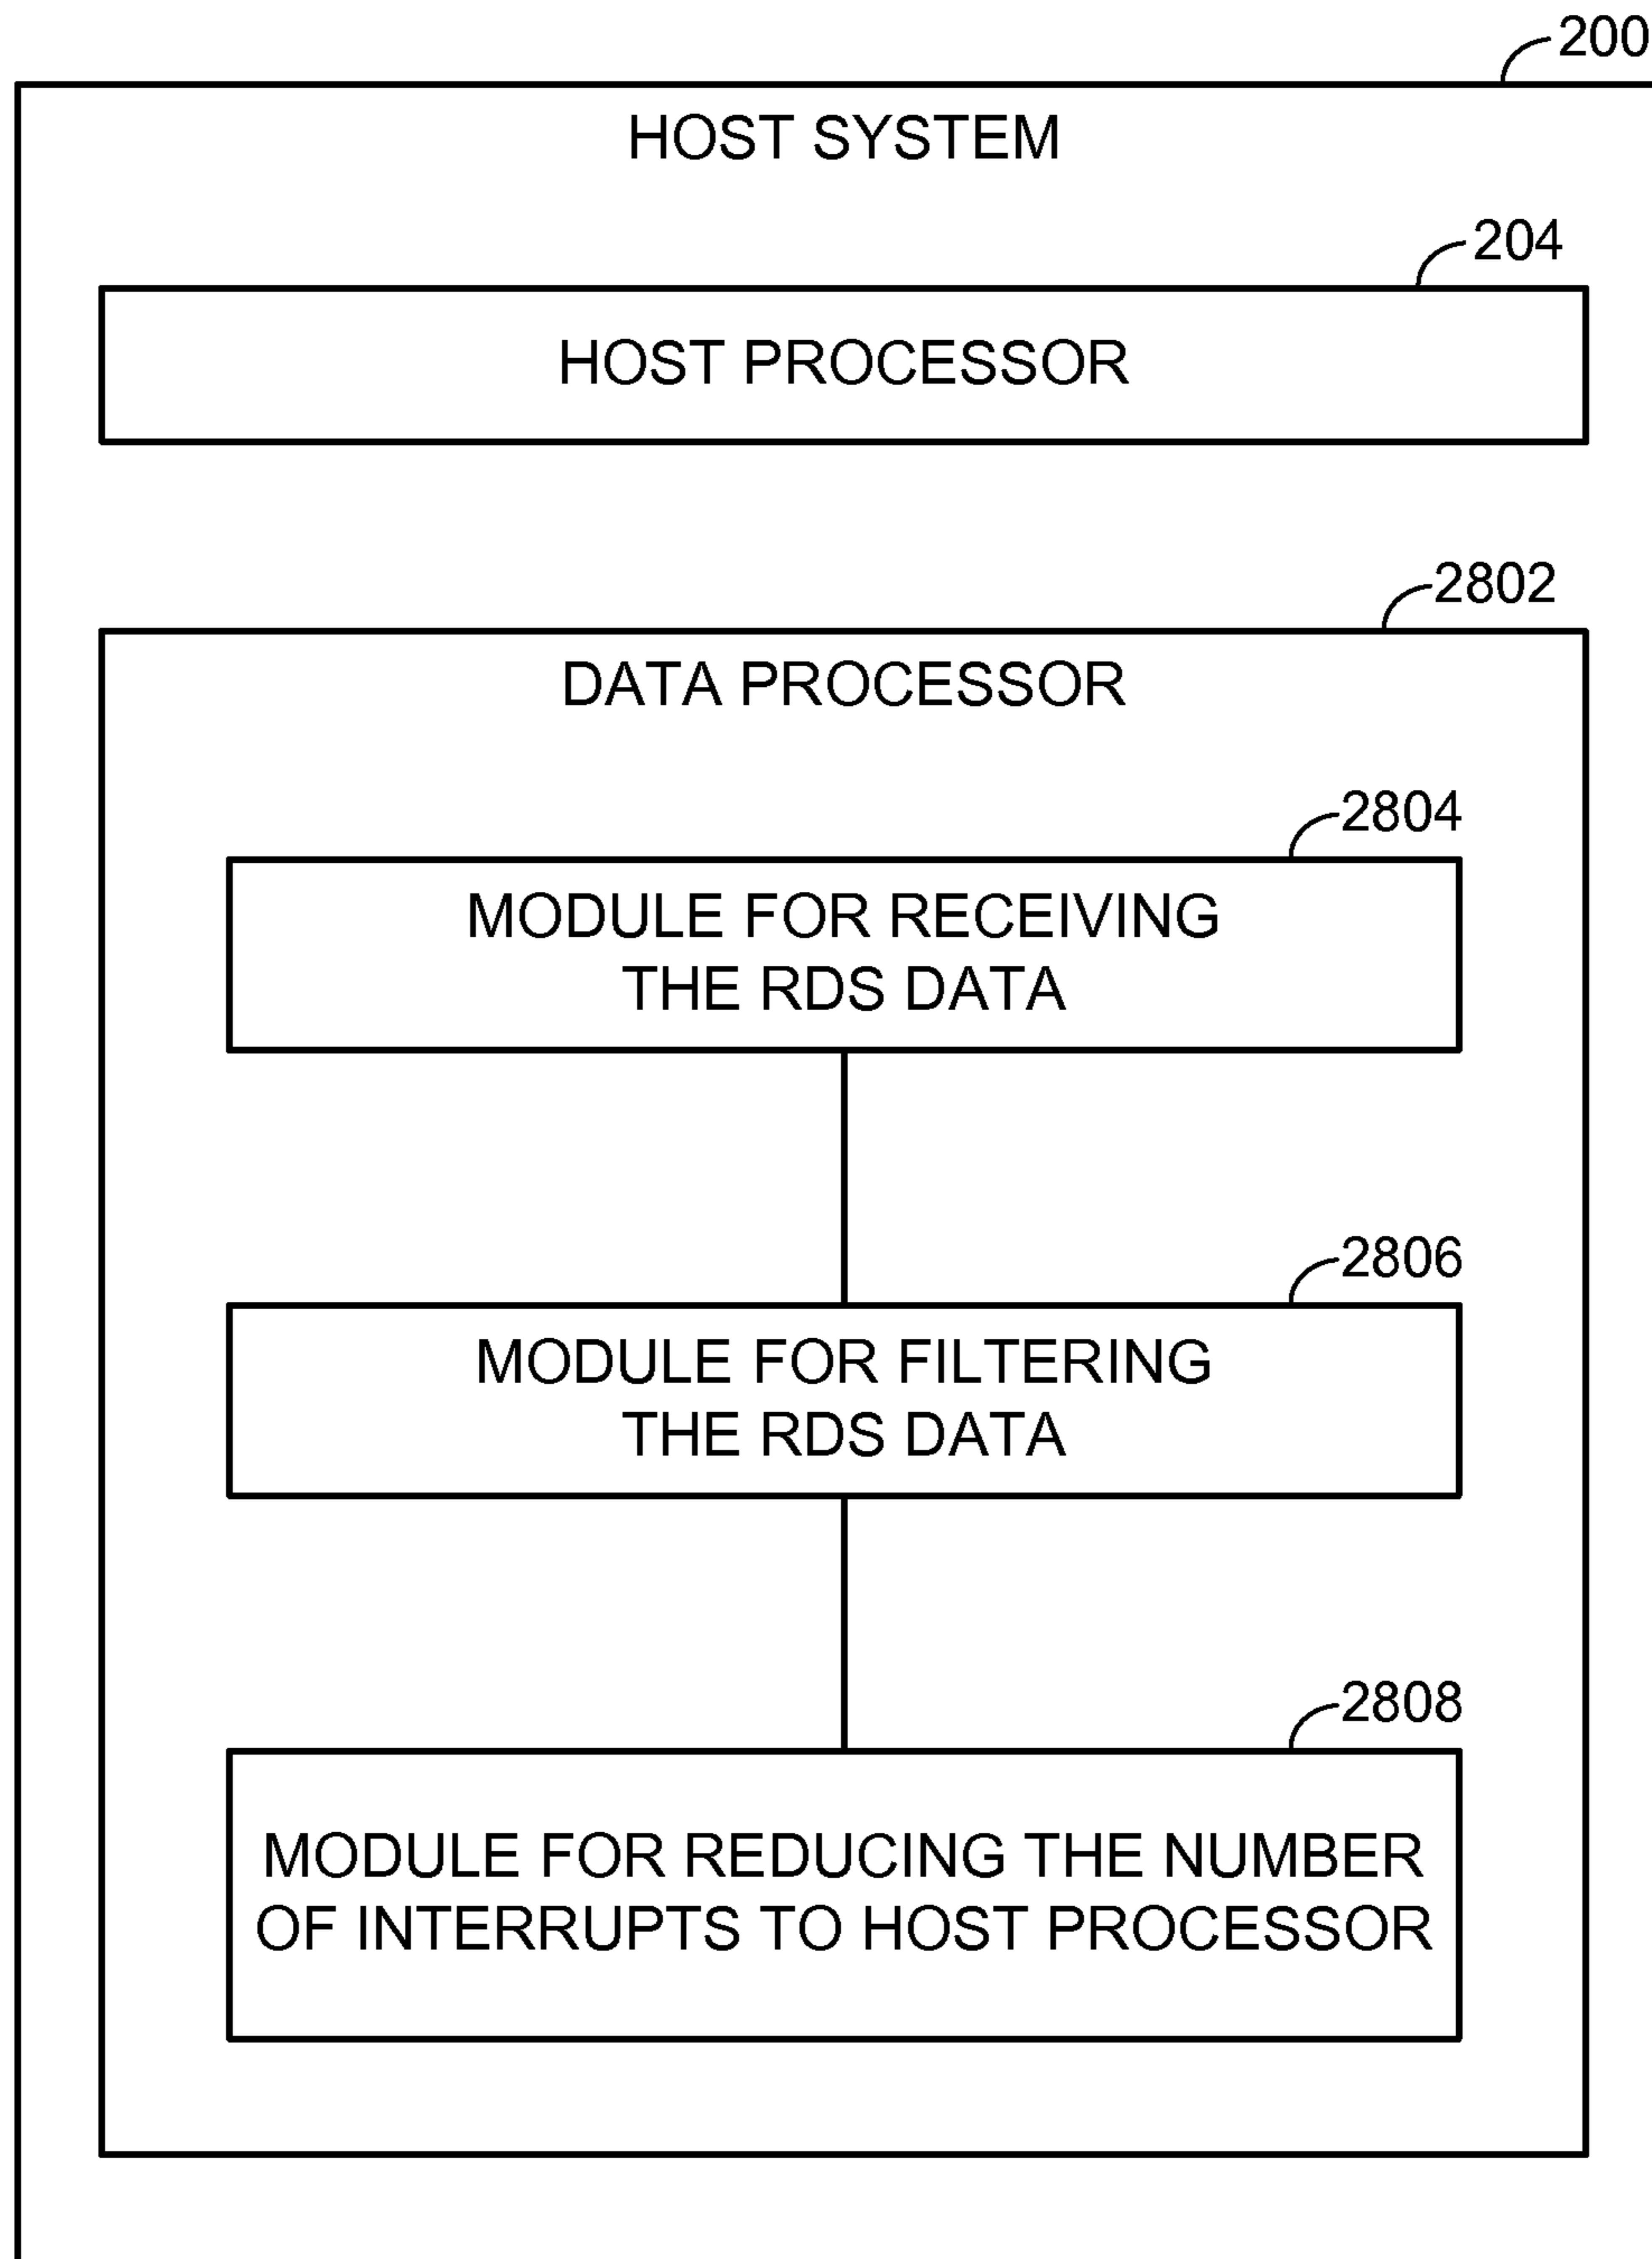 200
HOST SYSTEM
204
HOST PROCESSOR
2802
DATA PROCESSOR
2804
MODULE FOR RECEIVING
THE RDS DATA
2806
MODULE FOR FILTERING
THE RDS DATA
2808
MODULE FOR REDUCING THE NUMBER
OF INTERRUPTS TO HOST PROCESSOR